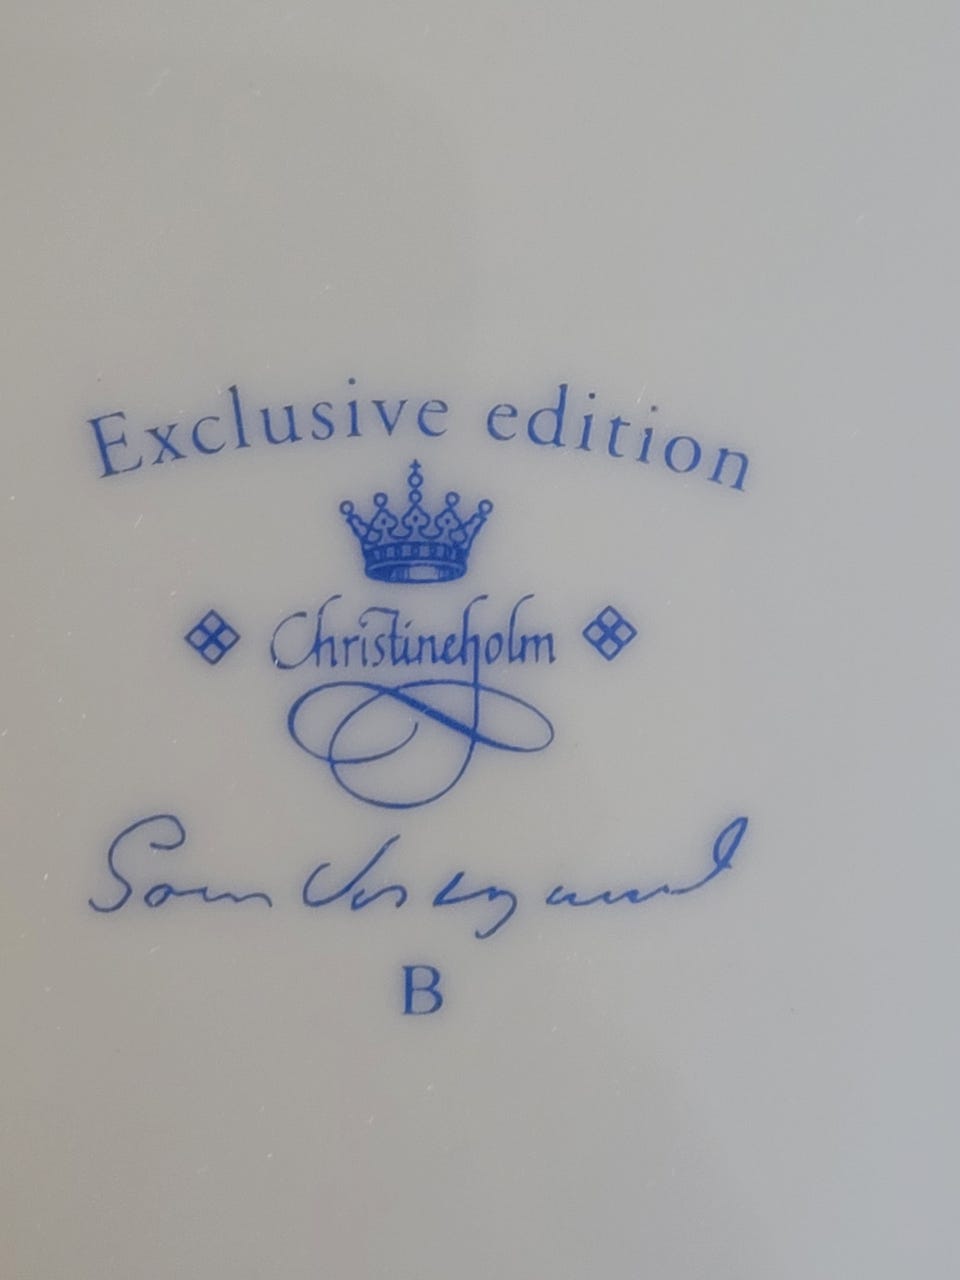 Exclusive edition
Christineholm
B